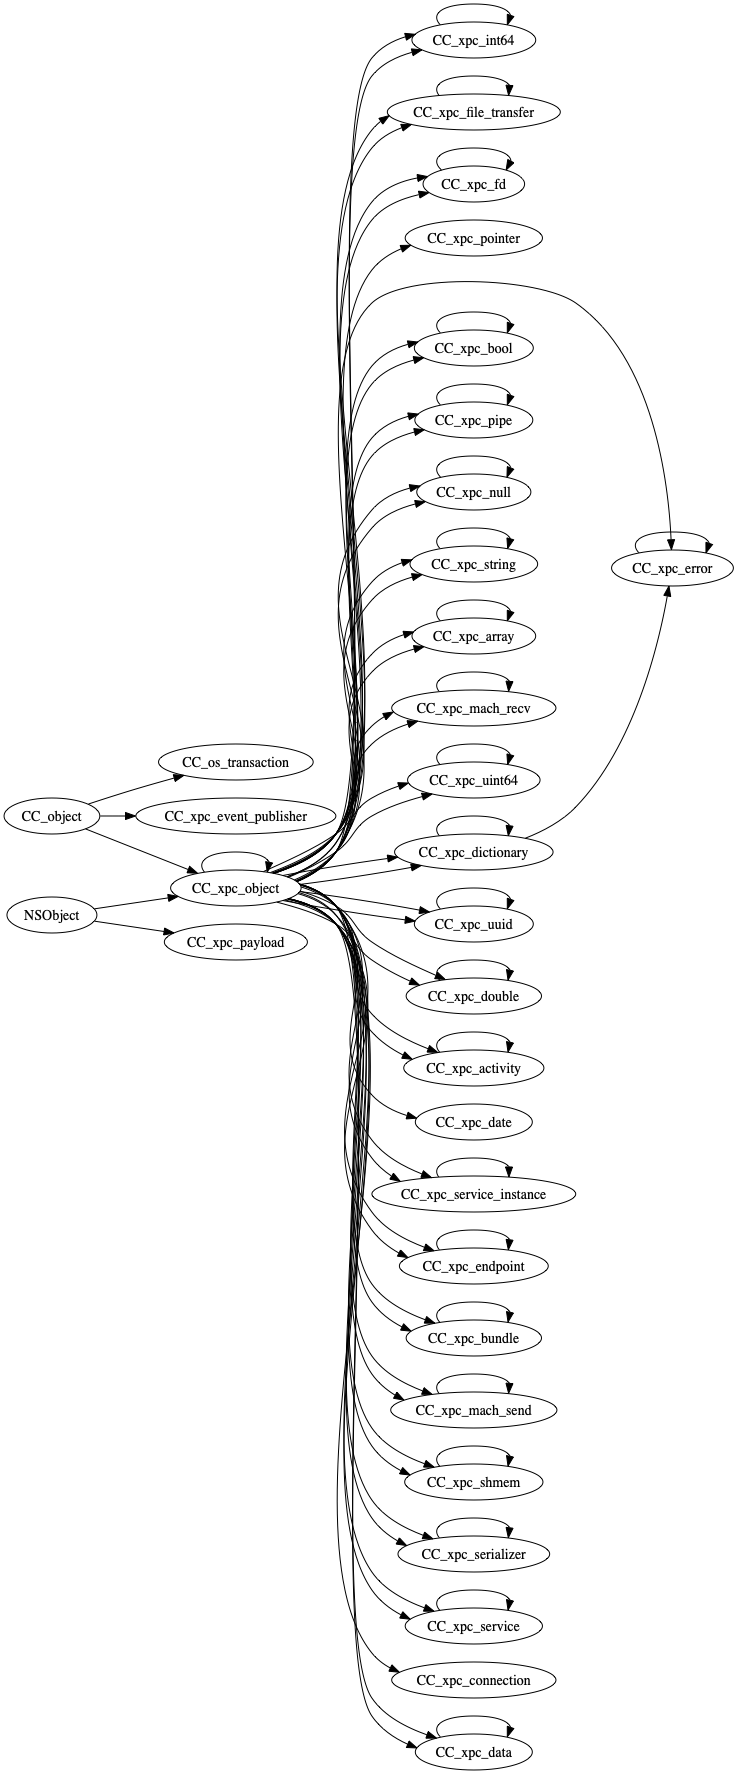 CC_xpc_int64
CC_xpc_file_transfer
CC_xpc_fd
CC_xpc_pointer
CC_xpc_bool
CC_xpc_pipe
CC_xpc_null
CC_xpc_string
CC_xpc_error
CC_xpc_array
CC_xpc_mach_recv
CC_os_transaction
CC_xpc_uint64
CC_object
CC_xpc_event_publisher
CC_xpc_dictionary
CC_xpc_object
NSObject
CC_xpc_uuid
CC_xpc_payload
CC_xpc_double
CC_xpc_activity
CC_xpc_date
CC_xpc_service_instance
CC_xpc_endpoint
CC_xpc_bundle
CC_xpc_mach_send
CC_xpc_shmem
CC_xpc_serializer
CC_xpc_service
CC_xpc_connection
CC_xpc_data